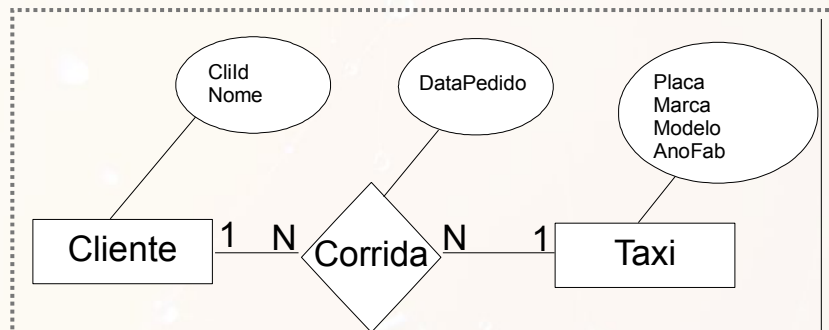 CliId
Nome
DataPedido
Placa
Marca
Modelo
AnoFab
Cliente
1
N
Corrida
N
1
Taxi